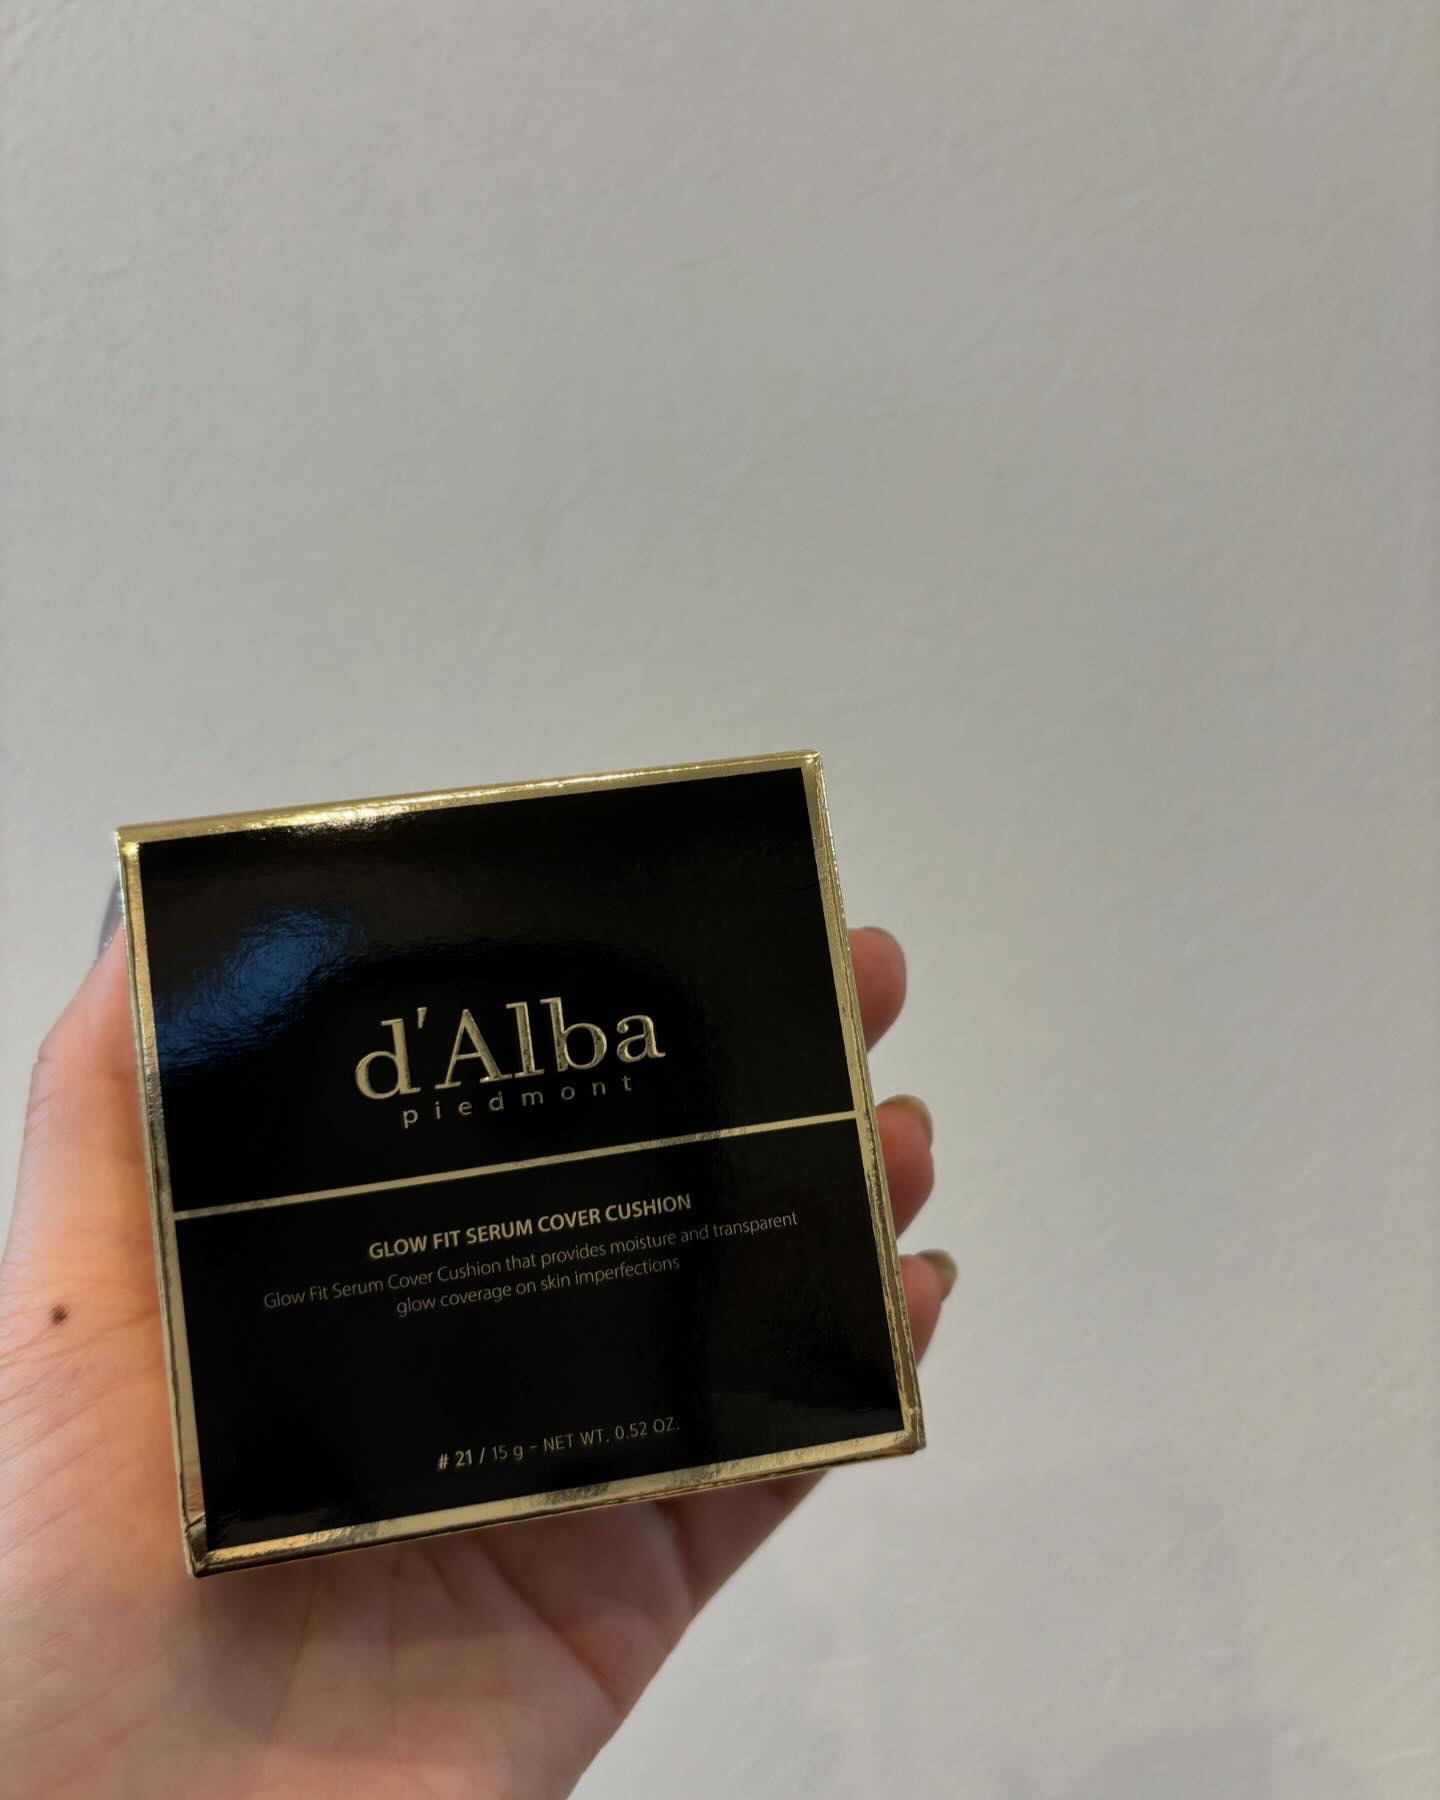 d'Alba
piedmont
GLOW FIT SERUM COVER CUSHION
Glow Fit Serum Cover Cushion that provides moisture and transparent
glow coverage on skin imperfections
# 21 / 15 g – NET WT. 0.52 OZ.